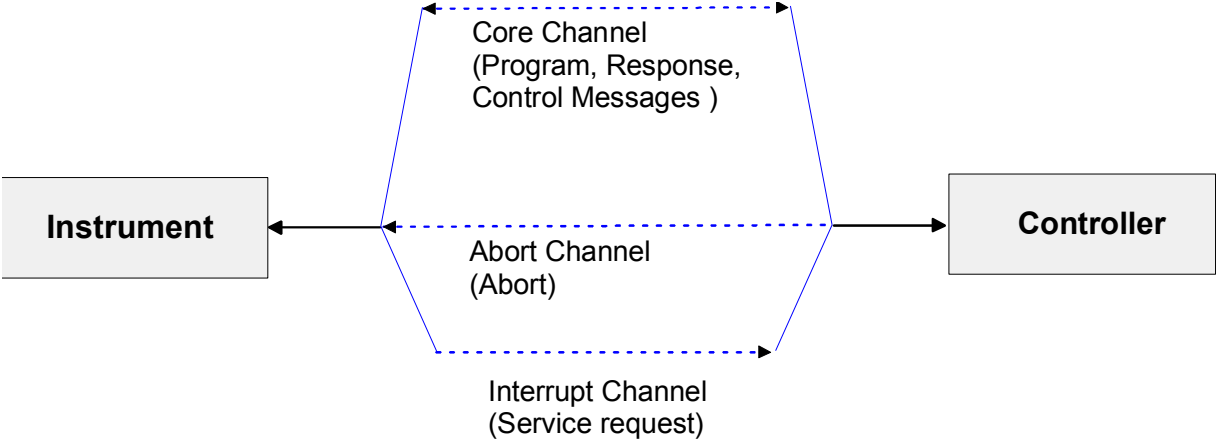 Core Channel
(Program, Response,
Control Messages )
Instrument
Controller
Abort Channel
(Abort)
Interrupt Channel
(Service request)